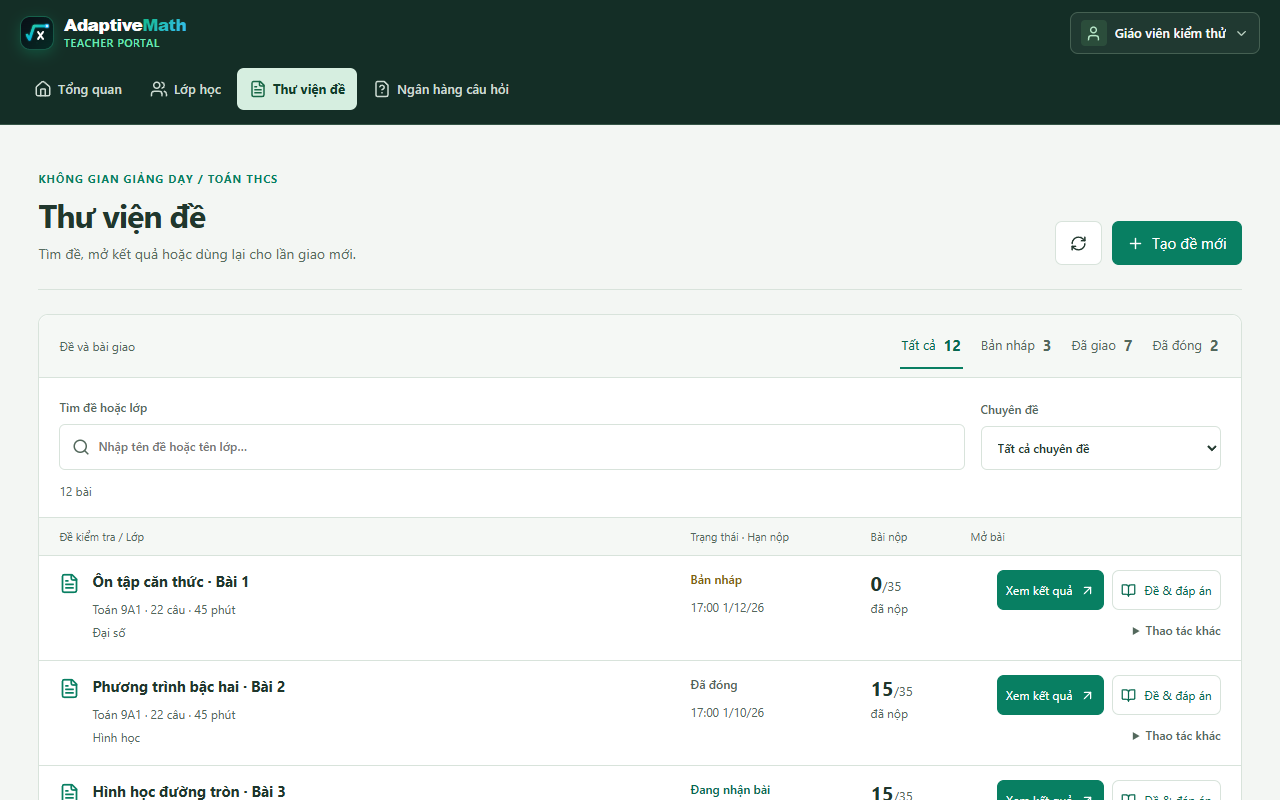 AdaptiveMath
TEACHER PORTAL
Giáo viên kiểm thử
Tổng quan
Lớp học
Thư viện đề
Ngân hàng câu hỏi
KHÔNG GIAN GIẢNG DẠY / TOÁN THCS
Thư viện đề
Tìm đề, mở kết quả hoặc dùng lại cho lần giao mới.
Tạo đề mới
Đề và bài giao
Tất cả 12
Bản nháp 3
Đã giao 7
Đã đóng 2
Tìm đề hoặc lớp
Chuyên đề
Nhập tên đề hoặc tên lớp...
Tất cả chuyên đề
12 bài
Đề kiểm tra / Lớp
Trạng thái · Hạn nộp
Bài nộp
Mở bài
Ôn tập căn thức · Bài 1
Toán 9A1 · 22 câu · 45 phút
Đại số
Bản nháp
17:00 1/12/26
0/35
đã nộp
Xem kết quả
Đề & đáp án
Thao tác khác
Phương trình bậc hai · Bài 2
Toán 9A1 · 22 câu · 45 phút
Hình học
Đã đóng
17:00 1/10/26
15/35
đã nộp
Xem kết quả
Đề & đáp án
Thao tác khác
Hình học đường tròn · Bài 3
Đang nhận bài
15/35
Xem kết quả
Đề & đáp án